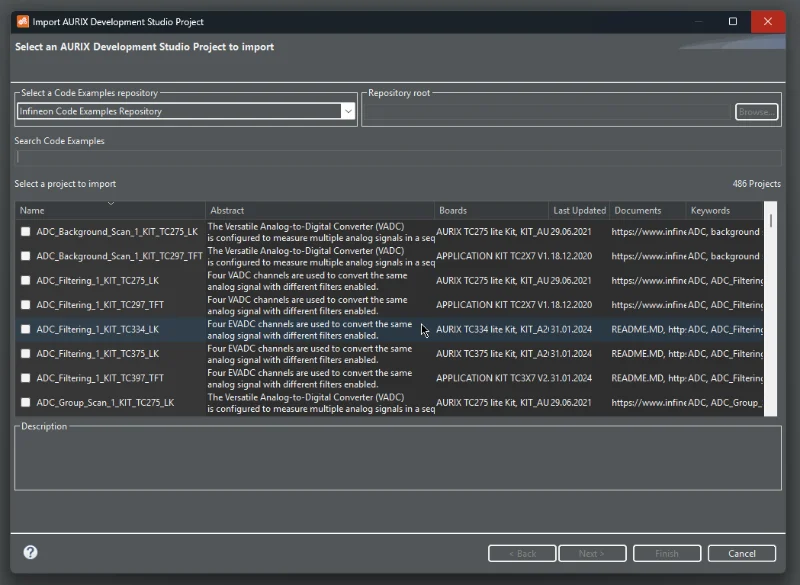 Import AURIX Development Studio Project
Select an AURIX Development Studio Project to import
Select a Code Examples repository
Repository root
Infineon Code Examples Repository
Browse...
Search Code Examples
Select a project to import
486 Projects
Name Abstract Boards Last Updated Documents Keywords
ADC_Background_Scan_1_KIT_TC275_LK The Versatile Analog-to-Digital Converter (VADC) AURIX TC275 lite Kit, KIT_AU 29.06.2021 https://www.infine ADC, background
is configured to measure multiple analog signals in a seq
ADC_Background_Scan_1_KIT_TC297_TFT The Versatile Analog-to-Digital Converter (VADC) APPLICATION KIT TC2X7 V1. 18.12.2020 https://www.infine ADC, background
is configured to measure multiple analog signals in a seq
ADC_Filtering_1_KIT_TC275_LK Four VADC channels are used to convert the same AURIX TC275 lite Kit, KIT_AU 29.06.2021 https://www.infine ADC, ADC_Filtering
analog signal with different filters enabled.
ADC_Filtering_1_KIT_TC297_TFT Four VADC channels are used to convert the same APPLICATION KIT TC2X7 V1. 18.12.2020 https://www.infine ADC, ADC_Filtering
analog signal with different filters enabled.
ADC_Filtering_1_KIT_TC334_LK Four EVADC channels are used to convert the same AURIX TC334 lite Kit, KIT_A2 31.01.2024 README.MD, http: ADC, ADC_Filtering
analog signal with different filters enabled.
ADC_Filtering_1_KIT_TC375_LK Four EVADC channels are used to convert the same AURIX TC375 lite Kit, KIT_A2 31.01.2024 README.MD, http: ADC, ADC_Filtering
analog signal with different filters enabled.
ADC_Filtering_1_KIT_TC397_TFT Four EVADC channels are used to convert the same APPLICATION KIT TC3X7 V2. 31.01.2024 README.MD, http: ADC, ADC_Filtering
analog signal with different filters enabled.
ADC_Group_Scan_1_KIT_TC275_LK The Versatile Analog-to-Digital Converter (VADC) AURIX TC275 lite Kit, KIT_AU 29.06.2021 https://www.infine ADC, ADC_Group_
is configured to measure multiple analog signals in a seq
Description
?
< Back Next > Finish Cancel